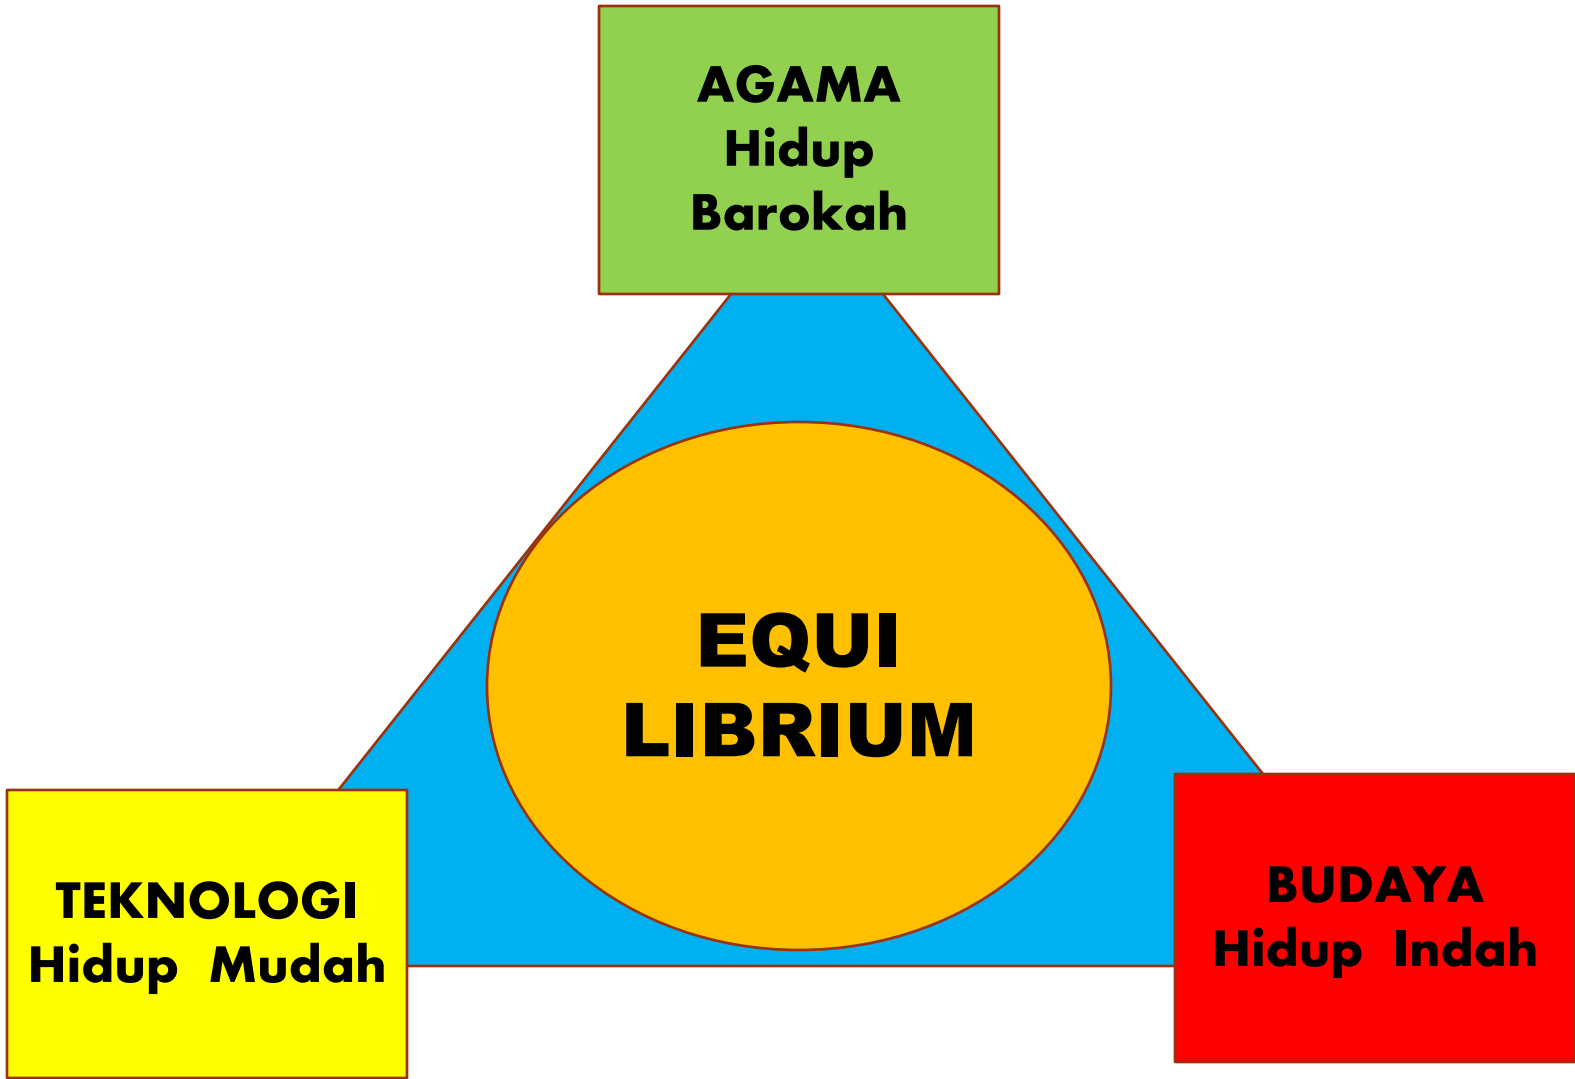 AGAMA
Hidup
Barokah
EQUI
LIBRIUM
TEKNOLOGI
Hidup Mudah
BUDAYA
Hidup Indah